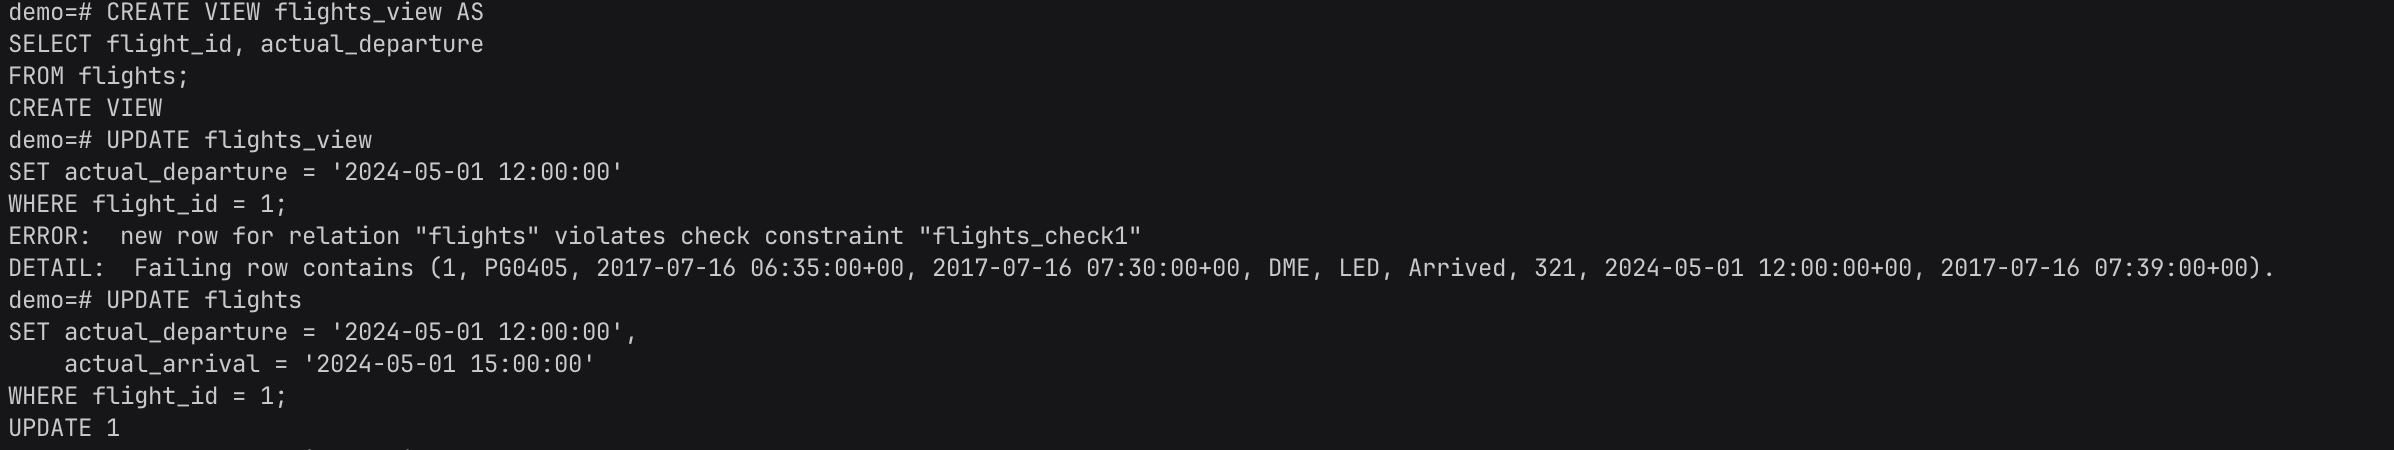 demo=# CREATE VIEW flights_view AS
SELECT flight_id, actual_departure
FROM flights;
CREATE VIEW
demo=# UPDATE flights_view
SET actual_departure = '2024-05-01 12:00:00'
WHERE flight_id = 1;
ERROR:  new row for relation "flights" violates check constraint "flights_check1"
DETAIL:  Failing row contains (1, PG0405, 2017-07-16 06:35:00+00, 2017-07-16 07:30:00+00, DME, LED, Arrived, 321, 2024-05-01 12:00:00+00, 2017-07-16 07:39:00+00).
demo=# UPDATE flights
SET actual_departure = '2024-05-01 12:00:00',
    actual_arrival = '2024-05-01 15:00:00'
WHERE flight_id = 1;
UPDATE 1